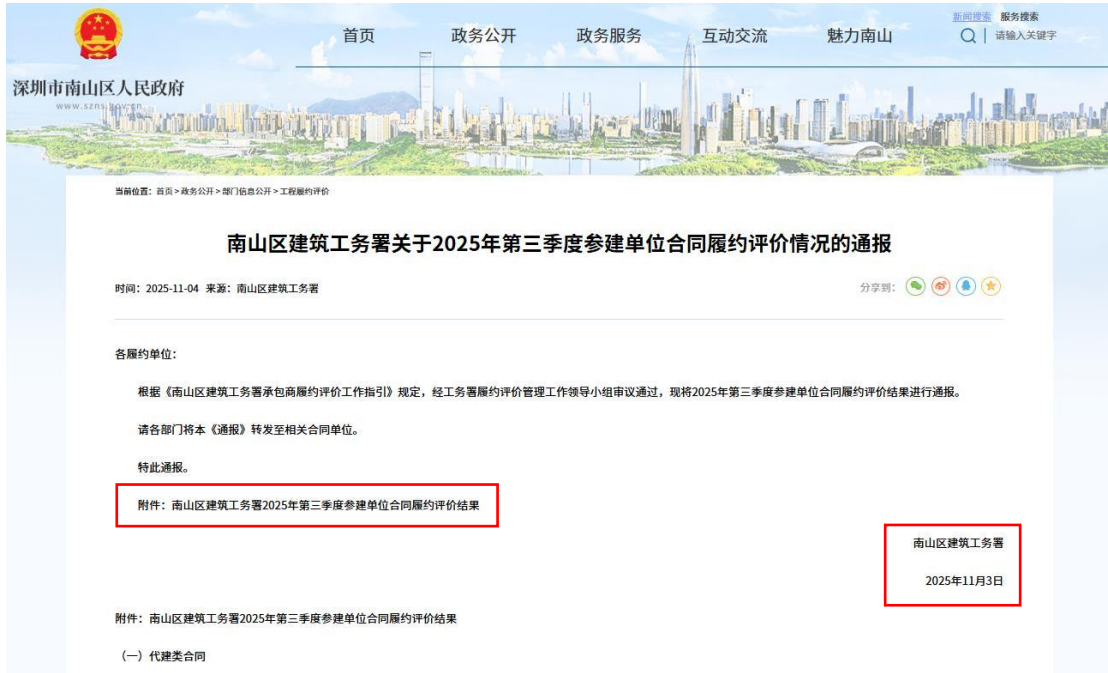 新闻搜索 服务搜索
首页 政务公开 政务服务 互动交流 魅力南山 请输入关键字
深圳市南山区人民政府
www.szns.gov.cn
当前位置：首页 > 政务公开 > 部门信息公开 > 工程履约评价
南山区建筑工务署关于2025年第三季度参建单位合同履约评价情况的通报
时间：2025-11-04 来源：南山区建筑工务署 分享到：
各履约单位：
根据《南山区建筑工务署承包商履约评价工作指引》规定，经工务署履约评价管理工作领导小组审议通过，现将2025年第三季度参建单位合同履约评价结果进行通报。
请各部门将本《通报》转发至相关合同单位。
特此通报。
附件：南山区建筑工务署2025年第三季度参建单位合同履约评价结果
南山区建筑工务署
2025年11月3日
附件：南山区建筑工务署2025年第三季度参建单位合同履约评价结果
（一）代建类合同